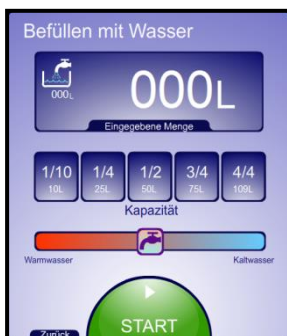 Befüllen mit Wasser
000L
000L
Eingegebene Menge
1/10 1/4 1/2 3/4 4/4
10L 25L 50L 75L 109L
Kapazität
Warmwasser Kaltwasser
START
Zurück